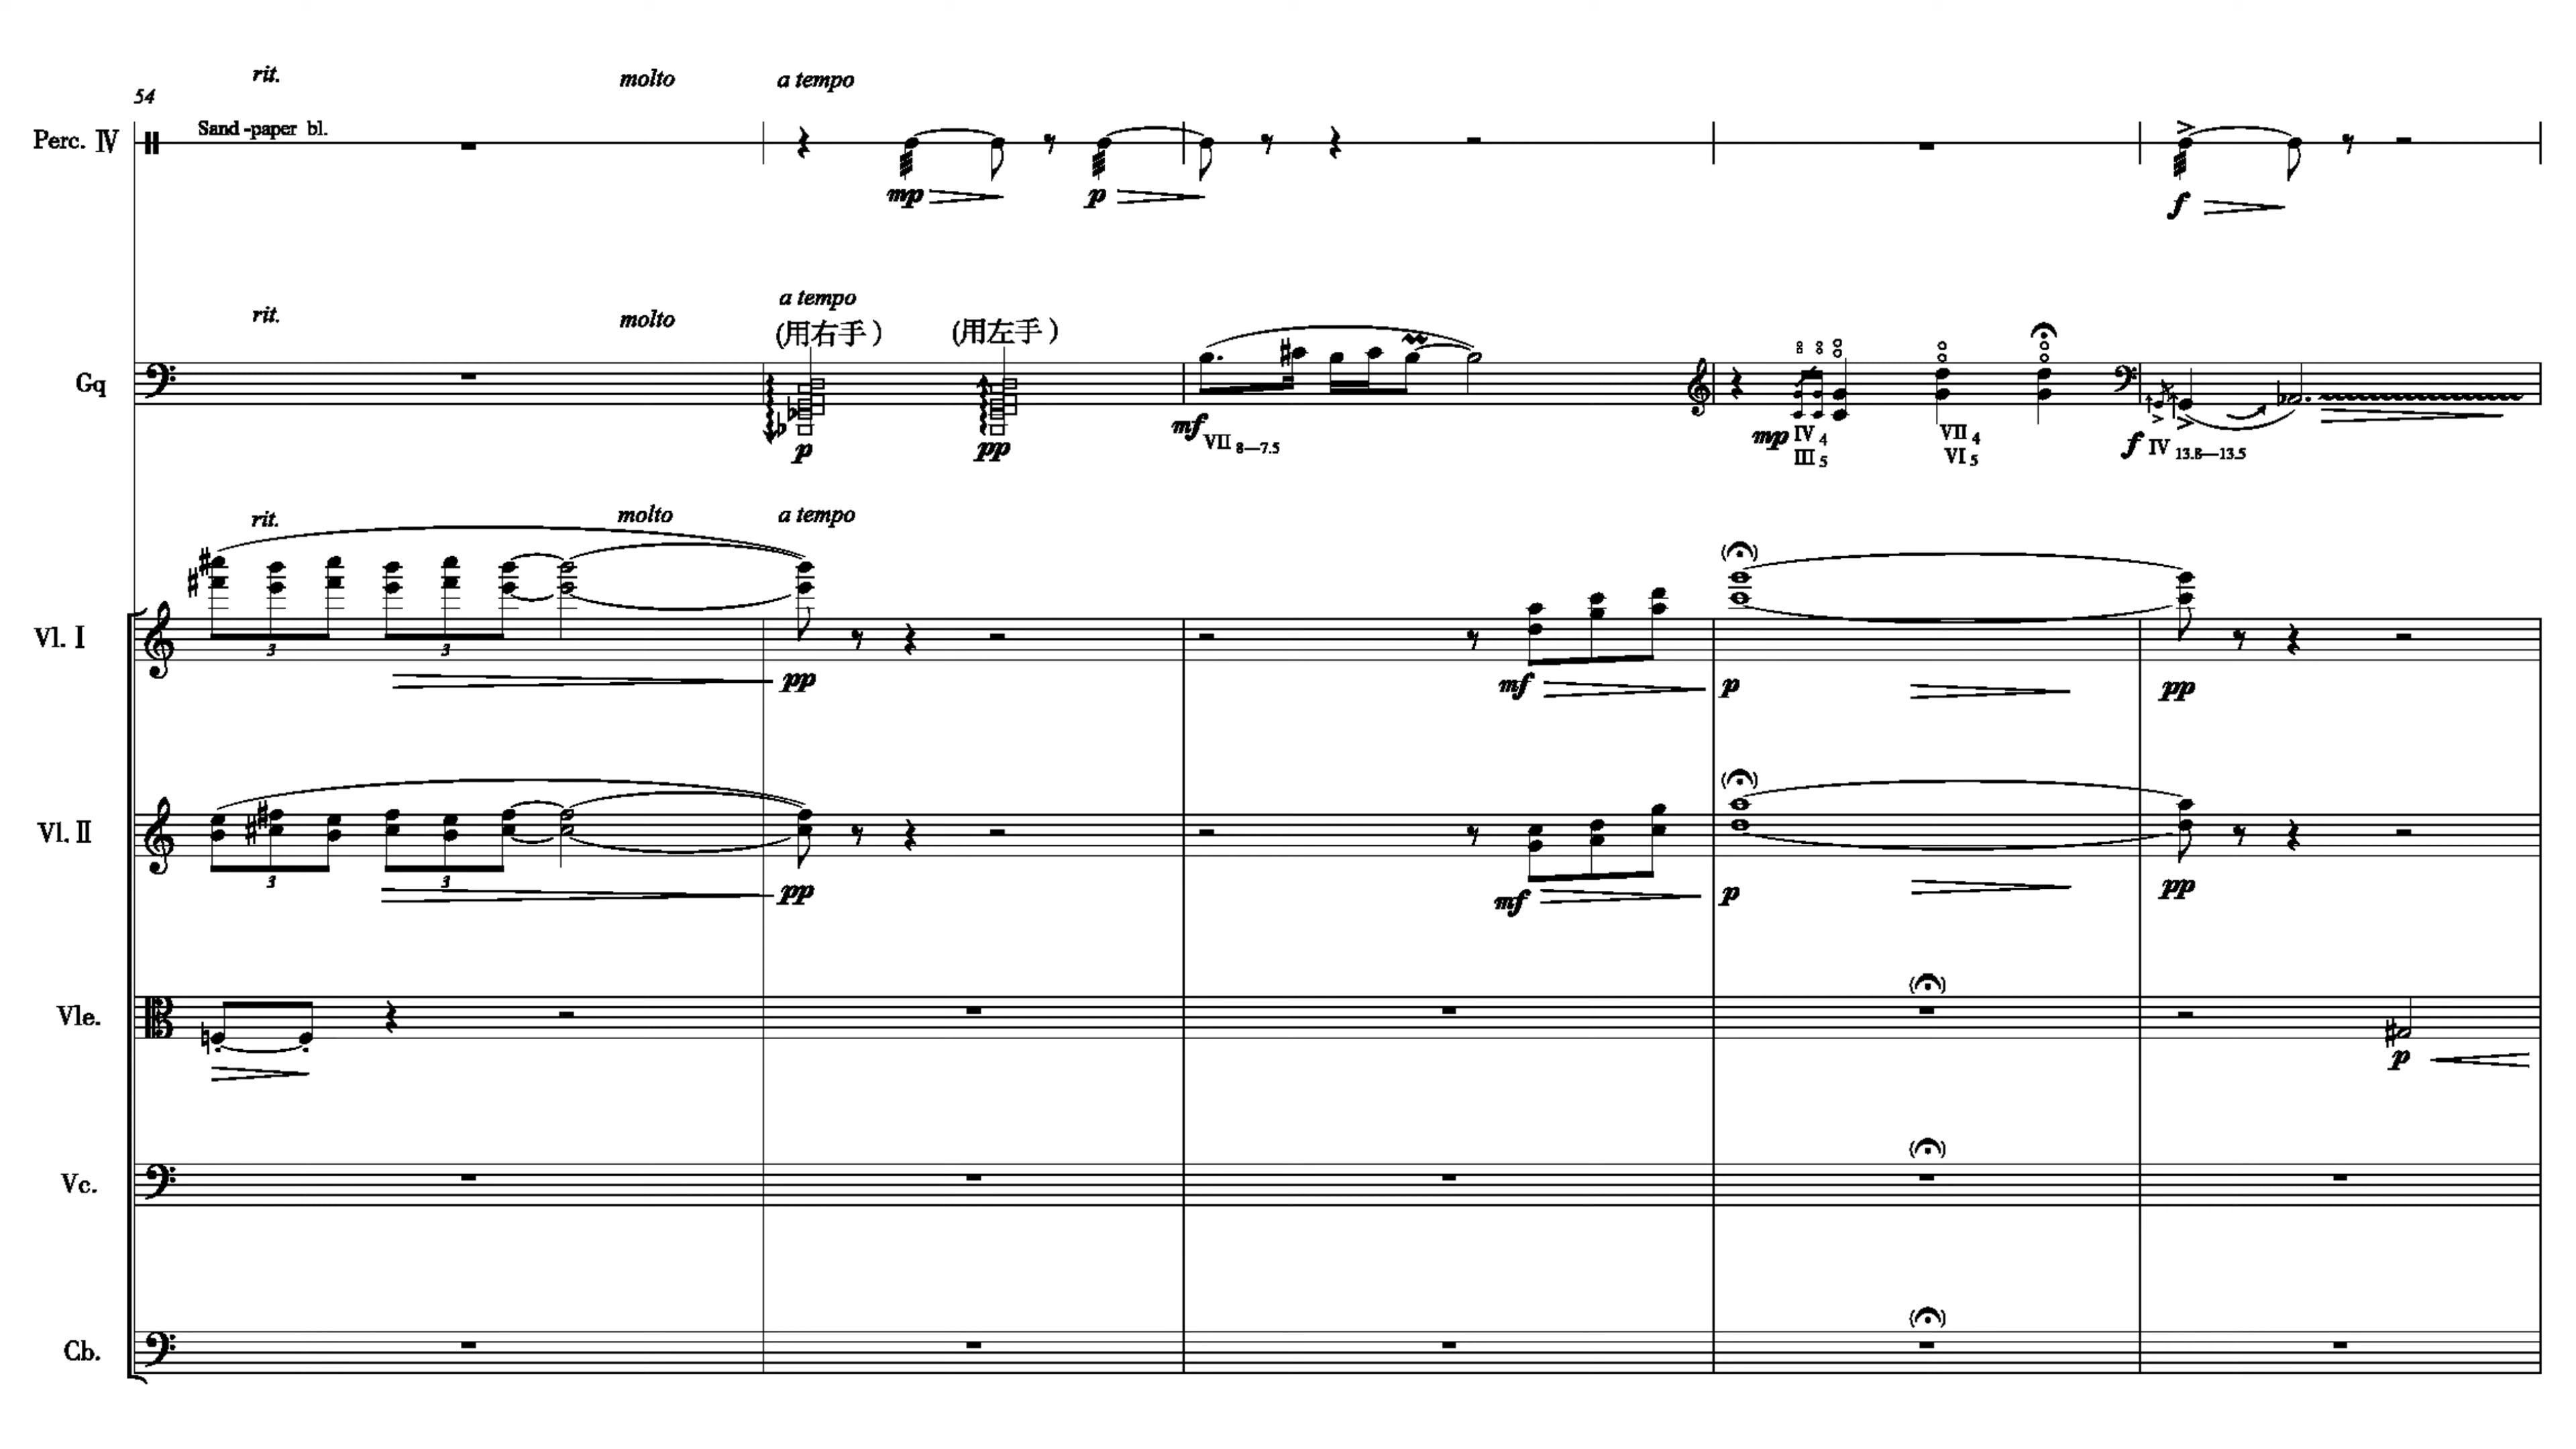 rit. molto a tempo
54
Sand-paper bl.
Perc. IV
mp p f
a tempo
rit. molto
(用右手) (用左手)
Gq
p pp mf VII 8—7.5 mp IV 4 VII 4 f IV 13.8—13.5
III 5 VI 5
rit. molto a tempo
Vl. I
3 3
pp mf p pp
Vl. II
3 3
pp mf p pp
Vle.
p
Vc.
Cb.